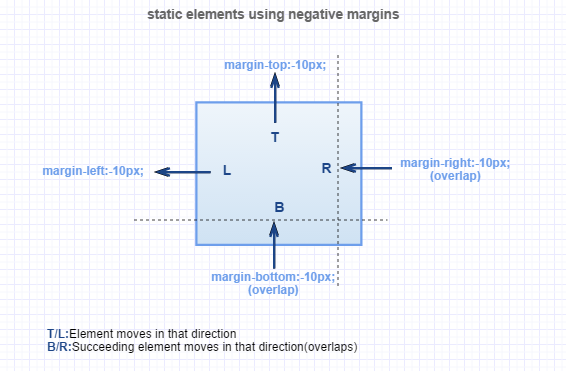 static elements using negative margins
margin-top:-10px;
T
margin-left:-10px;
L
R
margin-right:-10px;
(overlap)
B
margin-bottom:-10px;
(overlap)
T/L:Element moves in that direction
B/R:Succeeding element moves in that direction(overlaps)